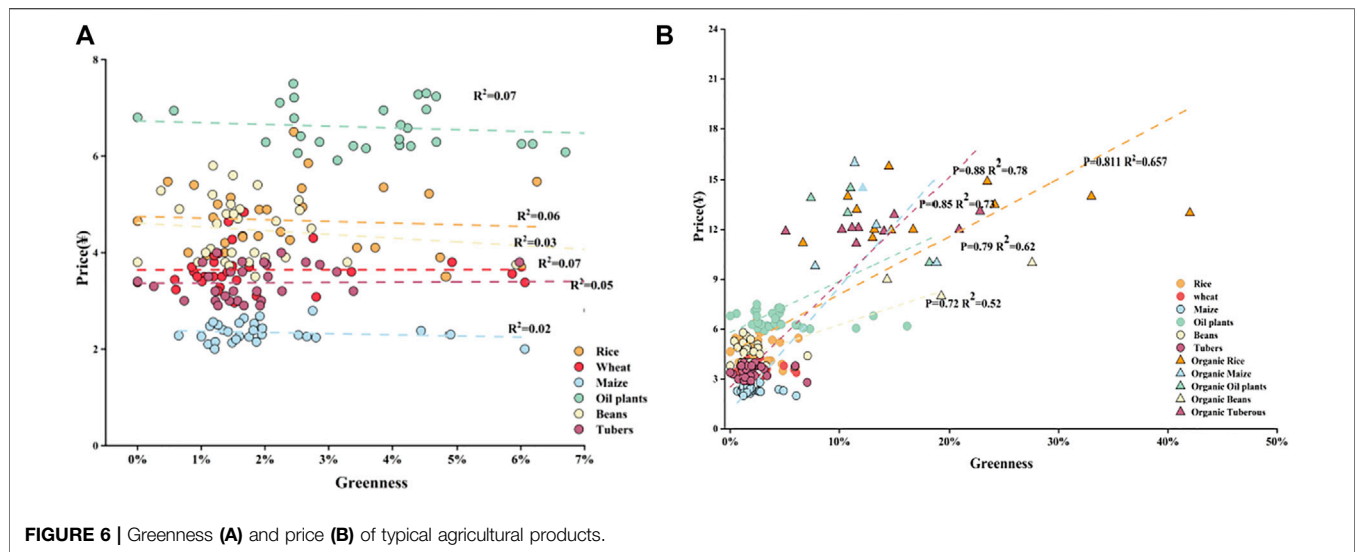 A
Price(¥)
8
6
4
2
0
R²=0.07
R²=0.06
R²=0.03
R²=0.07
R²=0.05
R²=0.02
Rice
Wheat
Maize
Oil plants
Beans
Tubers
0% 1% 2% 3% 4% 5% 6% 7%
Greenness
B
Price(¥)
24
21
18
15
12
9
6
3
0
P=0.88 R²=0.78
P=0.811 R²=0.657
P=0.85 R²=0.73
P=0.79 R²=0.62
P=0.72 R²=0.52
Rice
wheat
Maize
Oil plants
Beans
Tubers
Organic Rice
Organic Maize
Organic Oil plants
Organic Beans
Organic Tuberous
0% 10% 20% 30% 40% 50%
Greenness
FIGURE 6 | Greenness (A) and price (B) of typical agricultural products.